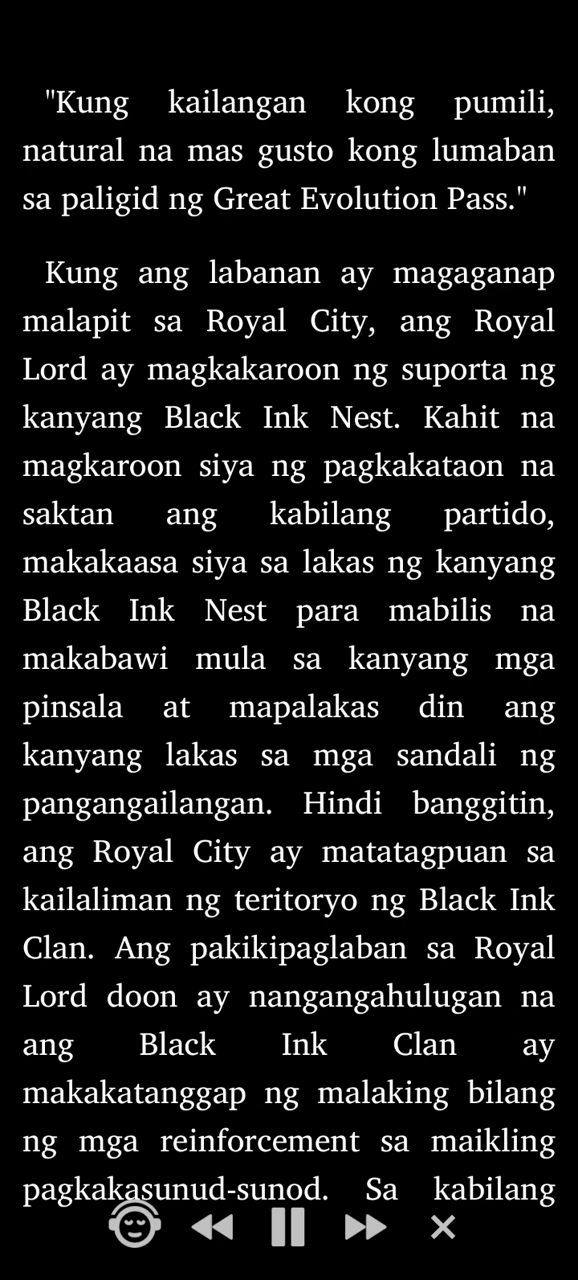 "Kung kailangan kong pumili,
natural na mas gusto kong lumaban
sa paligid ng Great Evolution Pass."
Kung ang labanan ay magaganap
malapit sa Royal City, ang Royal
Lord ay magkakaroon ng suporta ng
kanyang Black Ink Nest. Kahit na
magkaroon siya ng pagkakataon na
saktan ang kabilang partido,
makakaasa siya sa lakas ng kanyang
Black Ink Nest para mabilis na
makabawi mula sa kanyang mga
pinsala at mapalakas din ang
kanyang lakas sa mga sandali ng
pangangailangan. Hindi banggitin,
ang Royal City ay matatagpuan sa
kailaliman ng teritoryo ng Black Ink
Clan. Ang pakikipaglaban sa Royal
Lord doon ay nangangahulugan na
ang Black Ink Clan ay
makakatanggap ng malaking bilang
ng mga reinforcement sa maikling
pagkakasunud-sunod. Sa kabilang